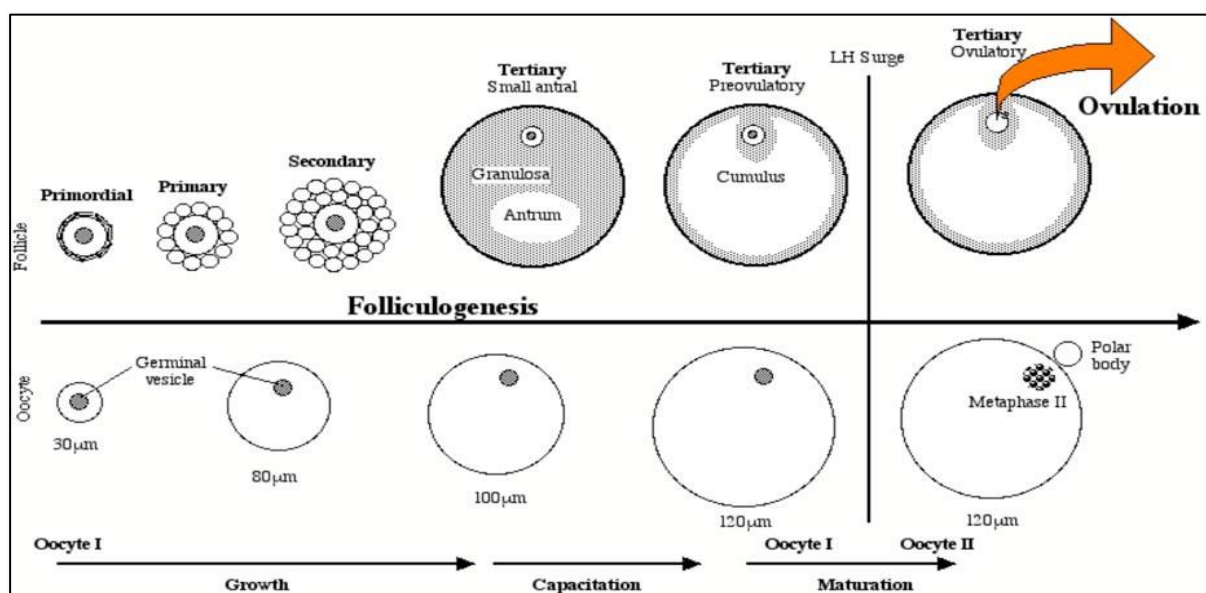 Tertiary
Ovulatory
LH Surge
Tertiary
Small antral
Tertiary
Preovulatory
Ovulation
Secondary
Primary
Primordial
Granulosa
Antrum
Cumulus
Follicle
Folliculogenesis
Oocyte
Germinal
vesicle
Polar
body
Metaphase II
30µm
80µm
100µm
120µm
120µm
Oocyte I
Oocyte I
Oocyte II
Growth
Capacitation
Maturation